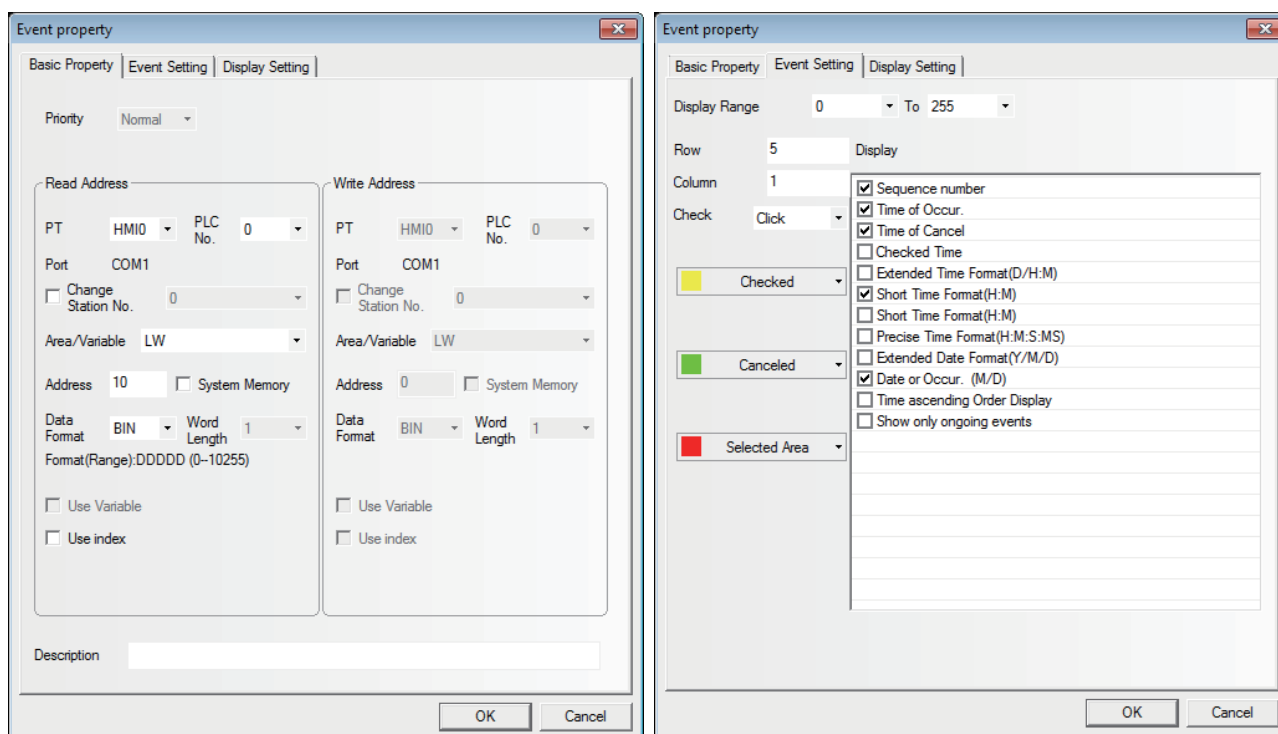 Event property
Basic Property Event Setting Display Setting
Priority Normal
Read Address
PT HMI0 PLC No. 0
Port COM1
Change Station No. 0
Area/Variable LW
Address 10 System Memory
Data Format BIN Word Length 1
Format(Range):DDDDD (0--10255)
Use Variable
Use index
Write Address
PT HMI0 PLC No. 0
Port COM1
Change Station No. 0
Area/Variable LW
Address 0 System Memory
Data Format BIN Word Length 1
Use Variable
Use index
Description
OK Cancel
Event property
Basic Property Event Setting Display Setting
Display Range 0 To 255
Row 5 Display
Column 1
Check Click
Checked
Canceled
Selected Area
Sequence number
Time of Occur.
Time of Cancel
Checked Time
Extended Time Format(D/H:M)
Short Time Format(H:M)
Short Time Format(H:M)
Precise Time Format(H:M:S:MS)
Extended Date Format(Y/M/D)
Date or Occur. (M/D)
Time ascending Order Display
Show only ongoing events
OK Cancel